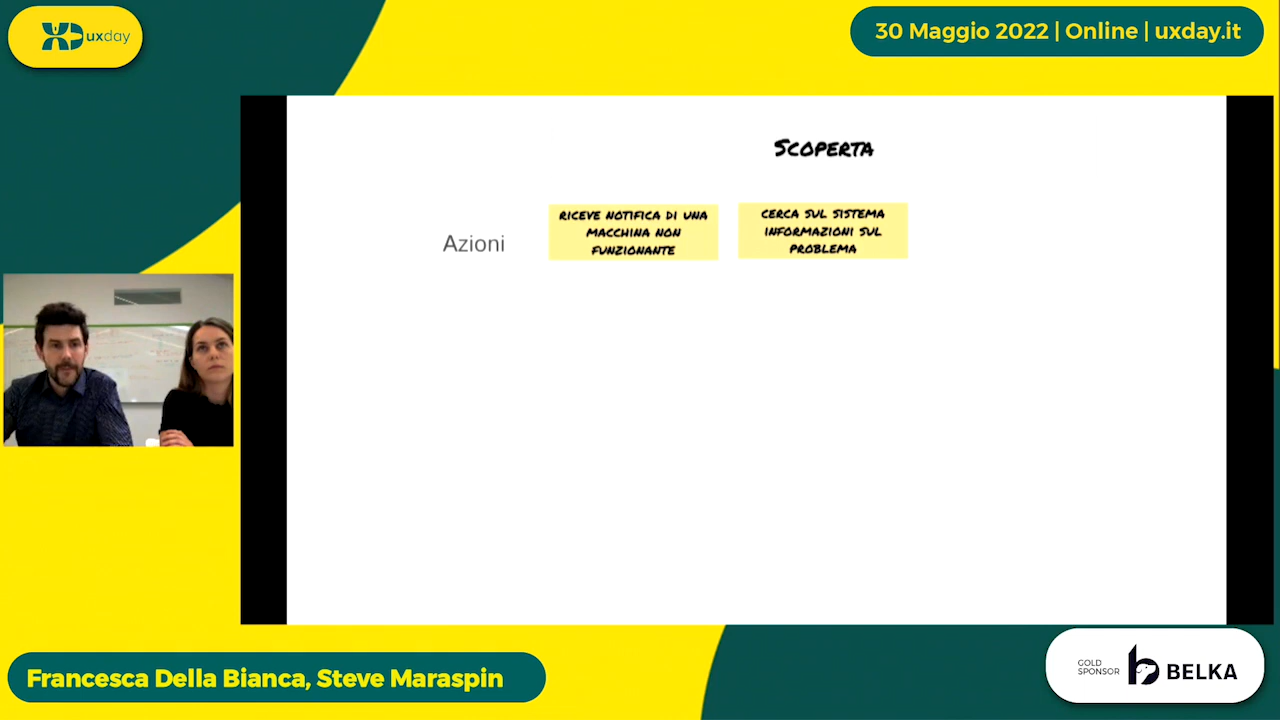 uxday
30 Maggio 2022 | Online | uxday.it
Scoperta
Azioni
riceve notifica di una
macchina non
funzionante
cerca sul sistema
informazioni sul
problema
Francesca Della Bianca, Steve Maraspin
GOLD
SPONSOR
BELKA